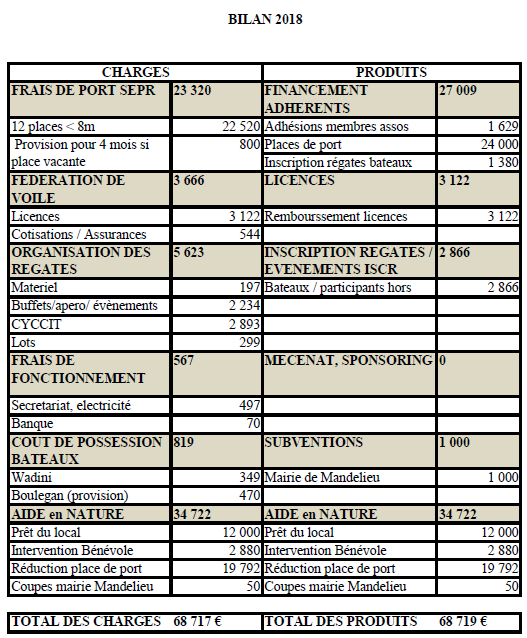 BILAN 2018
CHARGES PRODUITS
FRAIS DE PORT SEPR 23 320 FINANCEMENT ADHERENTS 27 009
12 places < 8m 22 520 Adhésions membres assos 1 629
Provision pour 4 mois si place vacante 800 Places de port 24 000
Inscription régates bateaux 1 380
FEDERATION DE VOILE 3 666 LICENCES 3 122
Licences 3 122 Rembourssement licences 3 122
Cotisations / Assurances 544
ORGANISATION DES REGATES 5 623 INSCRIPTION REGATES / EVENEMENTS ISCR 2 866
Materiel 197 Bateaux / participants hors 2 866
Buffets/apero/ évènements 2 234
CYCCIT 2 893
Lots 299
FRAIS DE FONCTIONNEMENT 567 MECENAT, SPONSORING 0
Secretariat, electricité 497
Banque 70
COUT DE POSSESSION BATEAUX 819 SUBVENTIONS 1 000
Wadini 349 Mairie de Mandelieu 1 000
Boulegan (provision) 470
AIDE en NATURE 34 722 AIDE en NATURE 34 722
Prêt du local 12 000 Prêt du local 12 000
Intervention Bénévole 2 880 Intervention Bénévole 2 880
Réduction place de port 19 792 Réduction place de port 19 792
Coupes mairie Mandelieu 50 Coupes mairie Mandelieu 50
TOTAL DES CHARGES 68 717 € TOTAL DES PRODUITS 68 719 €